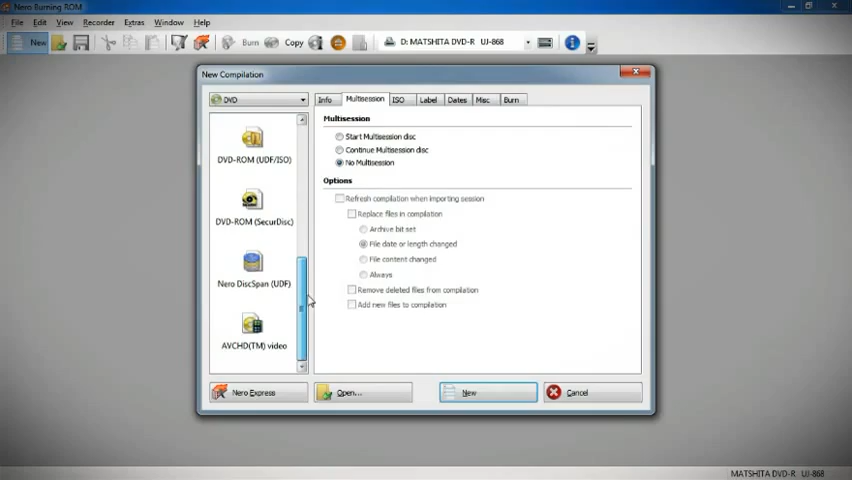 Nero Burning ROM
File Edit View Recorder Extras Window Help
New Burn Copy D: MATSHITA DVD-R UJ-868
New Compilation
DVD
Info Multisession ISO Label Dates Misc Burn
DVD-ROM (UDF/ISO)
DVD-ROM (SecurDisc)
Nero DiscSpan (UDF)
AVCHD(TM) video
Multisession
Start Multisession disc
Continue Multisession disc
No Multisession
Options
Refresh compilation when importing session
Replace files in compilation
Archive bit set
File date or length changed
File content changed
Always
Remove deleted files from compilation
Add new files to compilation
Nero Express Open... New Cancel
MATSHITA DVD-R UJ-868